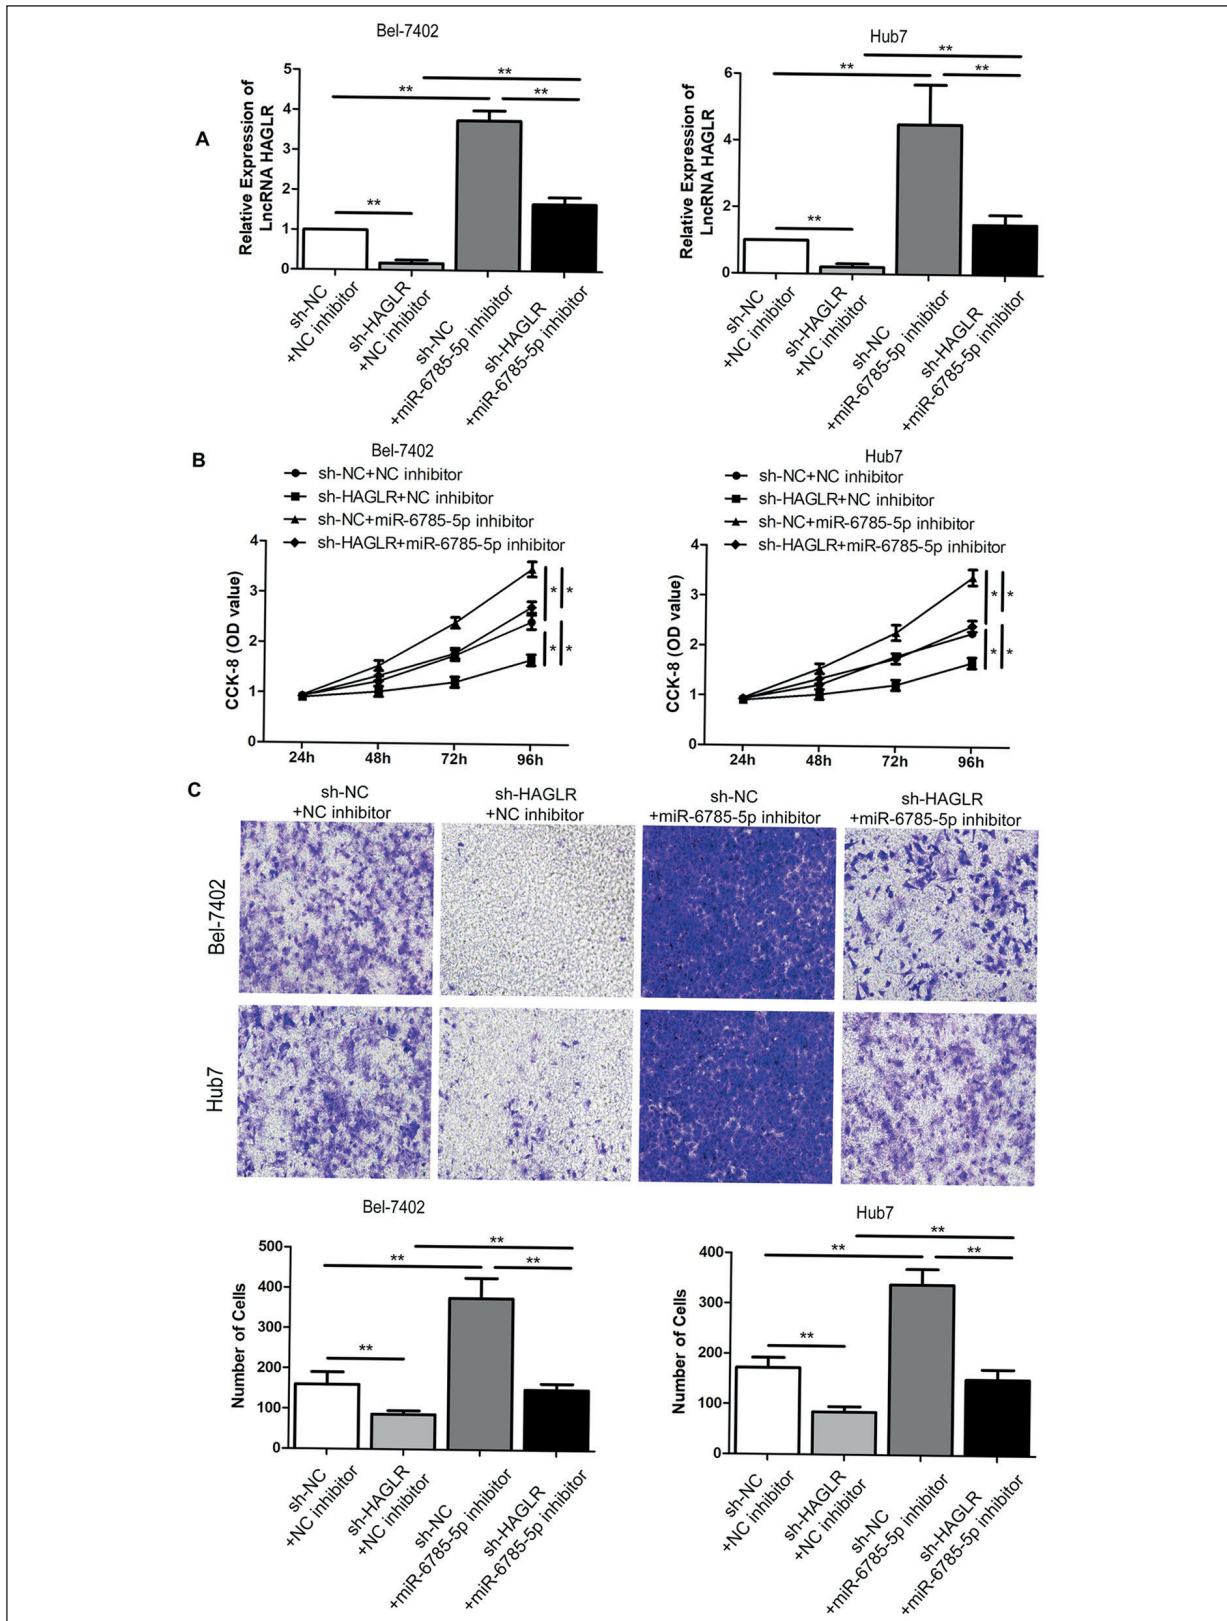 Bel-7402
Hub7
A
Relative Expression of
LncRNA HAGLR
5
4
3
2
1
0
**
**
**
**
sh-NC
+NC inhibitor
sh-HAGLR
+NC inhibitor
sh-NC
+miR-6785-5p inhibitor
sh-HAGLR
+miR-6785-5p inhibitor
Relative Expression of
LncRNA HAGLR
6
4
2
0
**
**
**
**
sh-NC
+NC inhibitor
sh-HAGLR
+NC inhibitor
sh-NC
+miR-6785-5p inhibitor
sh-HAGLR
+miR-6785-5p inhibitor
B
Bel-7402
sh-NC+NC inhibitor
sh-HAGLR+NC inhibitor
sh-NC+miR-6785-5p inhibitor
sh-HAGLR+miR-6785-5p inhibitor
CCK-8 (OD value)
4
3
2
1
0
24h 48h 72h 96h
* *
* *
Hub7
sh-NC+NC inhibitor
sh-HAGLR+NC inhibitor
sh-NC+miR-6785-5p inhibitor
sh-HAGLR+miR-6785-5p inhibitor
CCK-8 (OD value)
4
3
2
1
0
24h 48h 72h 96h
* *
* *
C
sh-NC
+NC inhibitor
sh-HAGLR
+NC inhibitor
sh-NC
+miR-6785-5p inhibitor
sh-HAGLR
+miR-6785-5p inhibitor
Bel-7402
Hub7
Bel-7402
Number of Cells
500
400
300
200
100
0
**
**
**
**
sh-NC
+NC inhibitor
sh-HAGLR
+NC inhibitor
sh-NC
+miR-6785-5p inhibitor
sh-HAGLR
+miR-6785-5p inhibitor
Hub7
Number of Cells
400
300
200
100
0
**
**
**
**
sh-NC
+NC inhibitor
sh-HAGLR
+NC inhibitor
sh-NC
+miR-6785-5p inhibitor
sh-HAGLR
+miR-6785-5p inhibitor